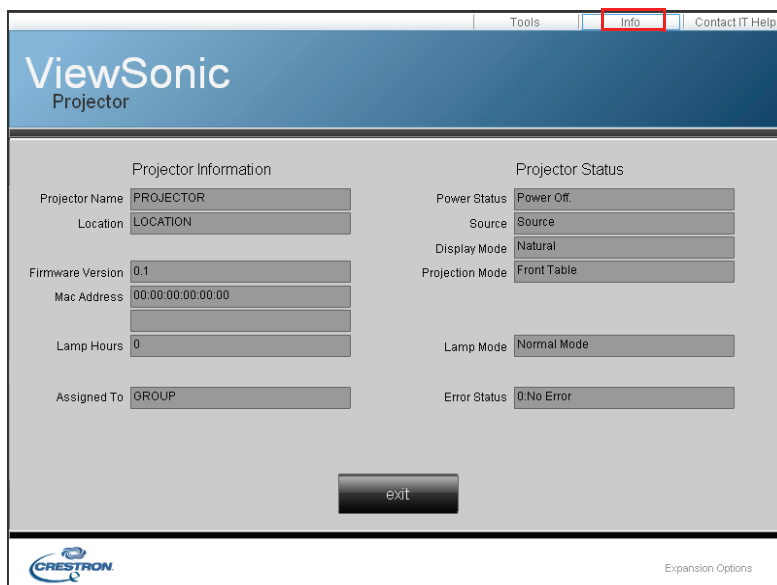 Tools Info Contact IT Help
ViewSonic
Projector
Projector Information
Projector Name PROJECTOR
Location LOCATION
Firmware Version 0.1
Mac Address 00:00:00:00:00:00
Lamp Hours 0
Assigned To GROUP
Projector Status
Power Status Power Off.
Source Source
Display Mode Natural
Projection Mode Front Table
Lamp Mode Normal Mode
Error Status 0:No Error
exit
CRESTRON.
Expansion Options